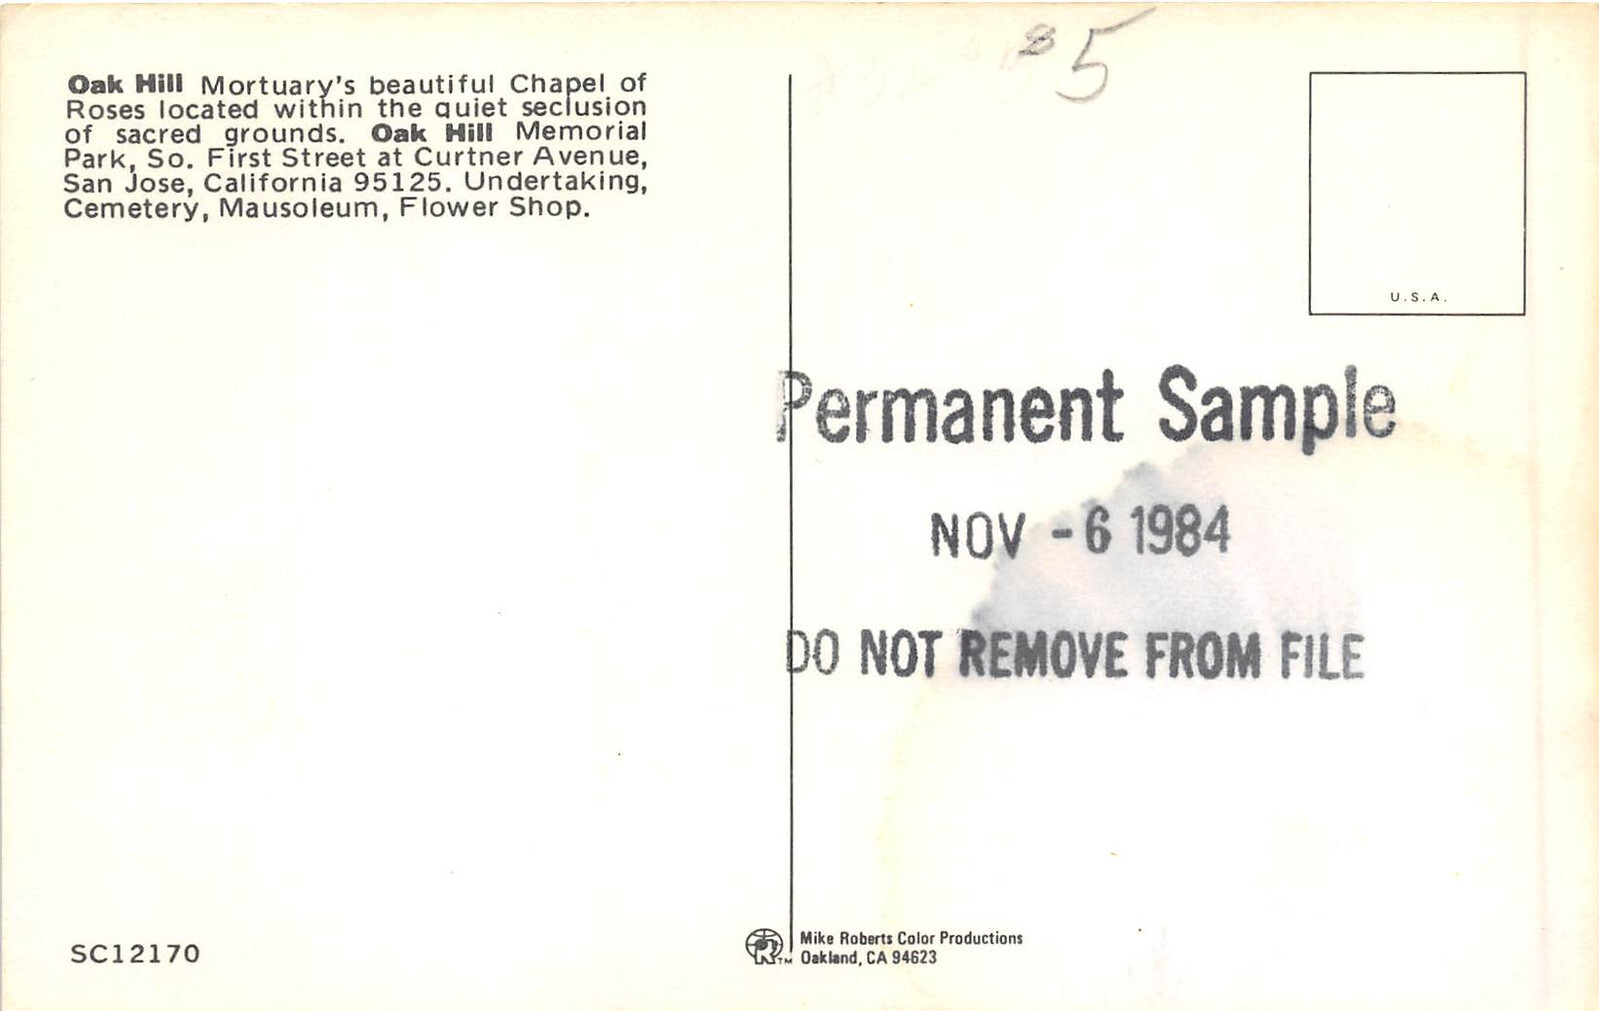 85
Oak Hill Mortuary's beautiful Chapel of
Roses located within the quiet seclusion
of sacred grounds. Oak Hill Memorial
Park, So. First Street at Curtner Avenue,
San Jose, California 95125. Undertaking,
Cemetery, Mausoleum, Flower Shop.
U.S.A.
Permanent Sample
NOV -6 1984
DO NOT REMOVE FROM FILE
SC12170
R TM
Mike Roberts Color Productions
Oakland, CA 94623